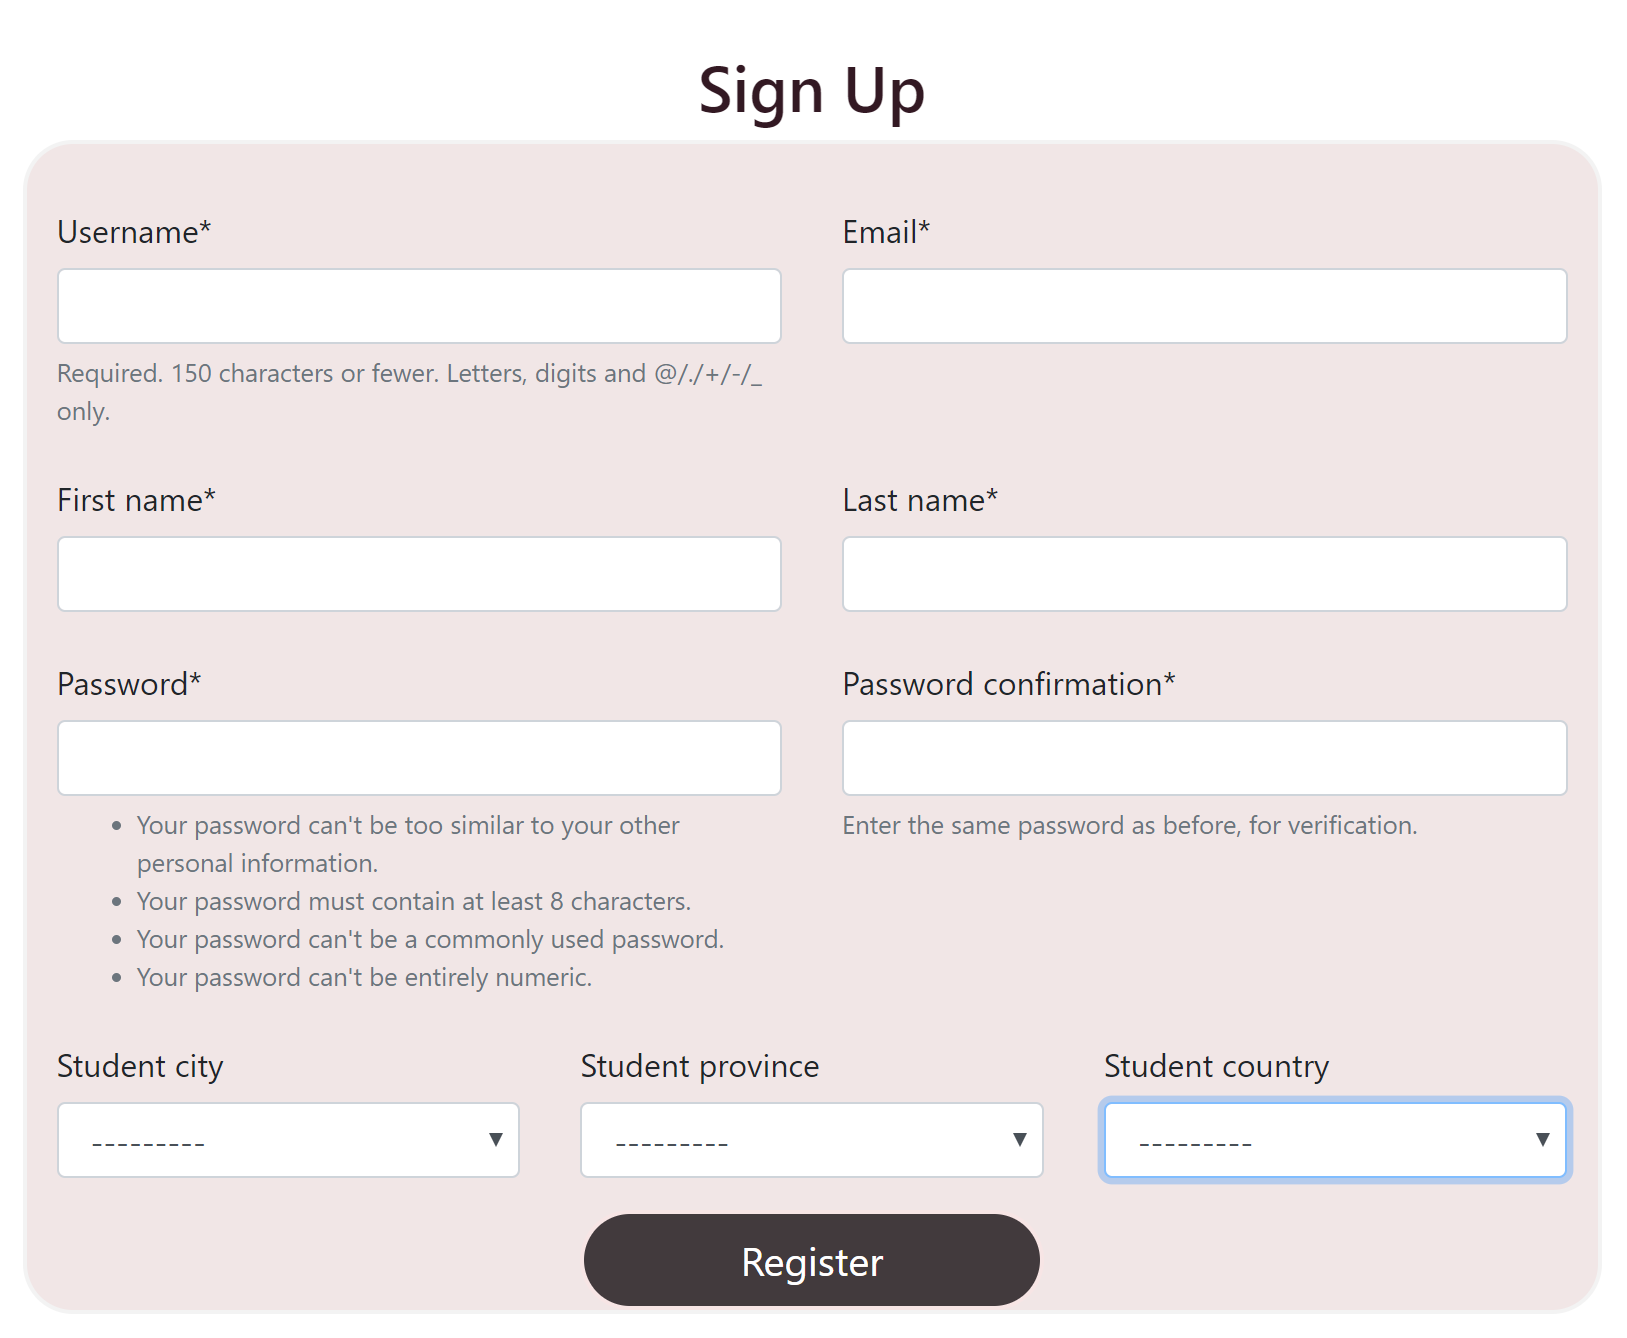 Sign Up
Username*
Email*
Required. 150 characters or fewer. Letters, digits and @/./+/-/_
only.
First name*
Last name*
Password*
Password confirmation*
• Your password can't be too similar to your other
personal information.
• Your password must contain at least 8 characters.
• Your password can't be a commonly used password.
• Your password can't be entirely numeric.
Enter the same password as before, for verification.
Student city
Student province
Student country
---------
---------
---------
Register